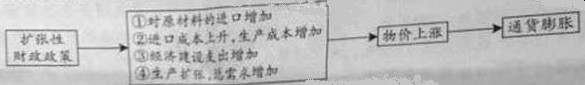 扩张性
财政政策
①对原材料的进口增加
②进口成本上升,生产成本增加
③经济建设支出增加
④生产扩张,总需求增加
物价上涨
通货膨胀